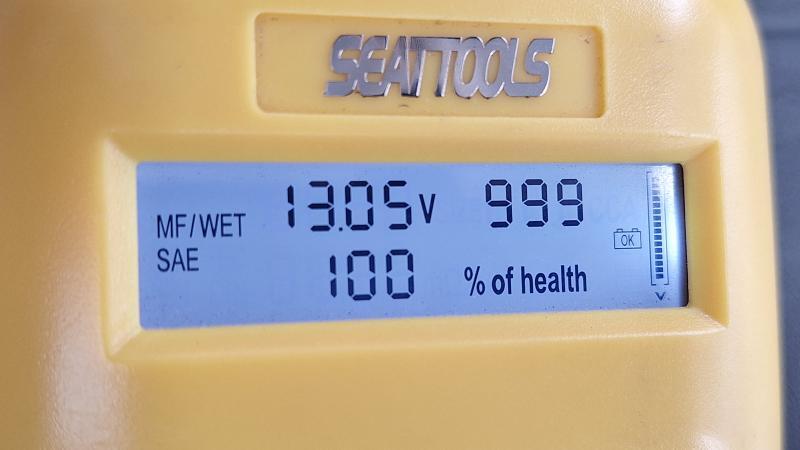 SEATTOOLS
MF/WET 13.05V 999
SAE 100 % of health
OK